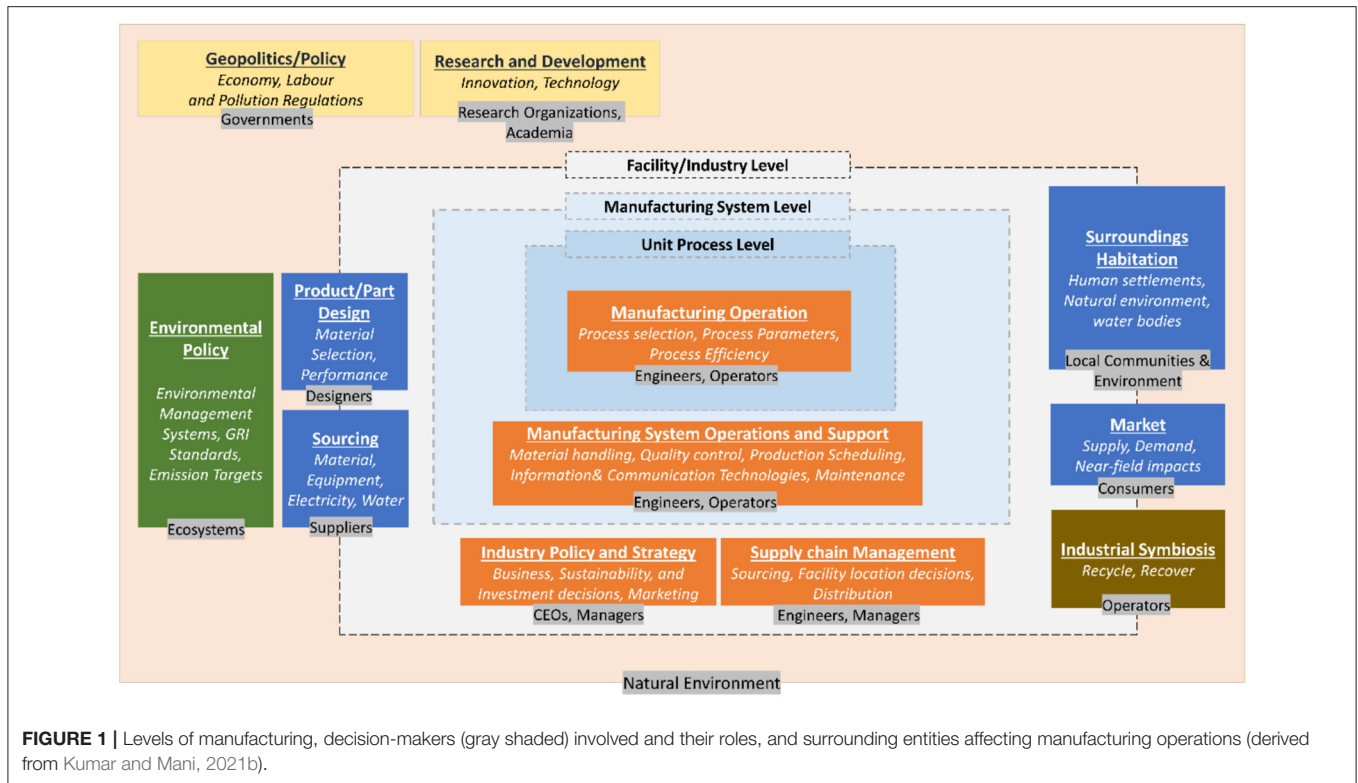 Geopolitics/Policy
Economy, Labour
and Pollution Regulations
Governments
Research and Development
Innovation, Technology
Research Organizations,
Academia
Facility/Industry Level
Manufacturing System Level
Unit Process Level
Manufacturing Operation
Process selection, Process Parameters,
Process Efficiency
Engineers, Operators
Manufacturing System Operations and Support
Material handling, Quality control, Production Scheduling,
Information& Communication Technologies, Maintenance
Engineers, Operators
Environmental
Policy
Environmental
Management
Systems, GRI
Standards,
Emission Targets
Ecosystems
Product/Part
Design
Material
Selection,
Performance
Designers
Sourcing
Material,
Equipment,
Electricity, Water
Suppliers
Surroundings
Habitation
Human settlements,
Natural environment,
water bodies
Local Communities &
Environment
Market
Supply, Demand,
Near-field impacts
Consumers
Industrial Symbiosis
Recycle, Recover
Operators
Industry Policy and Strategy
Business, Sustainability, and
Investment decisions, Marketing
CEOs, Managers
Supply chain Management
Sourcing, Facility location decisions,
Distribution
Engineers, Managers
Natural Environment
FIGURE 1 | Levels of manufacturing, decision-makers (gray shaded) involved and their roles, and surrounding entities affecting manufacturing operations (derived
from Kumar and Mani, 2021b).